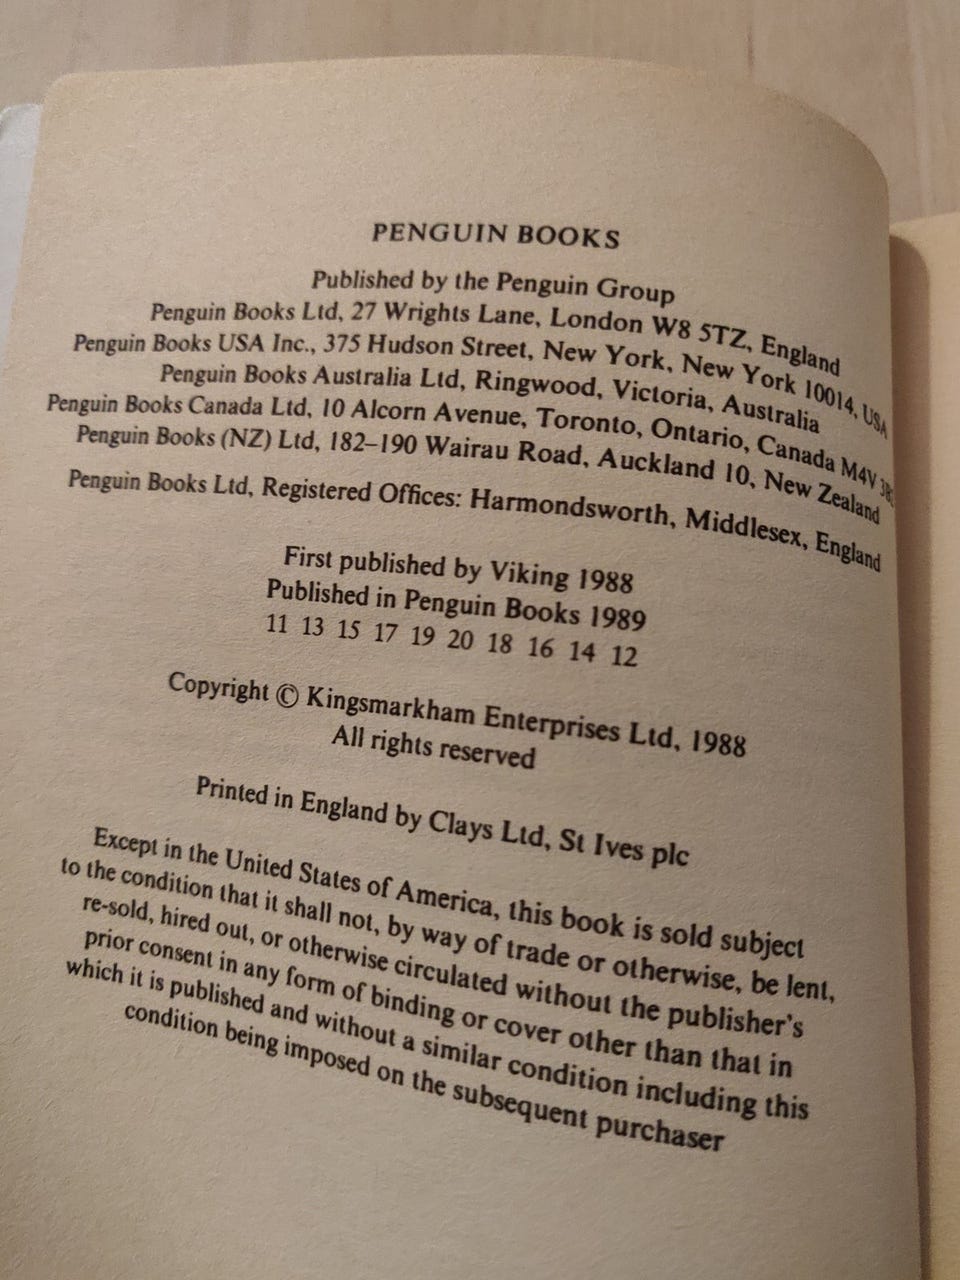 PENGUIN BOOKS
Published by the Penguin Group
Penguin Books Ltd, 27 Wrights Lane, London W8 5TZ, England
Penguin Books USA Inc., 375 Hudson Street, New York, New York 10014, USA
Penguin Books Australia Ltd, Ringwood, Victoria, Australia
Penguin Books Canada Ltd, 10 Alcorn Avenue, Toronto, Ontario, Canada M4V
Penguin Books (NZ) Ltd, 182–190 Wairau Road, Auckland 10, New Zealand
Penguin Books Ltd, Registered Offices: Harmondsworth, Middlesex, England
First published by Viking 1988
Published in Penguin Books 1989
11 13 15 17 19 20 18 16 14 12
Copyright © Kingsmarkham Enterprises Ltd, 1988
All rights reserved
Printed in England by Clays Ltd, St Ives plc
Except in the United States of America, this book is sold subject
to the condition that it shall not, by way of trade or otherwise, be lent,
re-sold, hired out, or otherwise circulated without the publisher's
prior consent in any form of binding or cover other than that in
which it is published and without a similar condition including this
condition being imposed on the subsequent purchaser